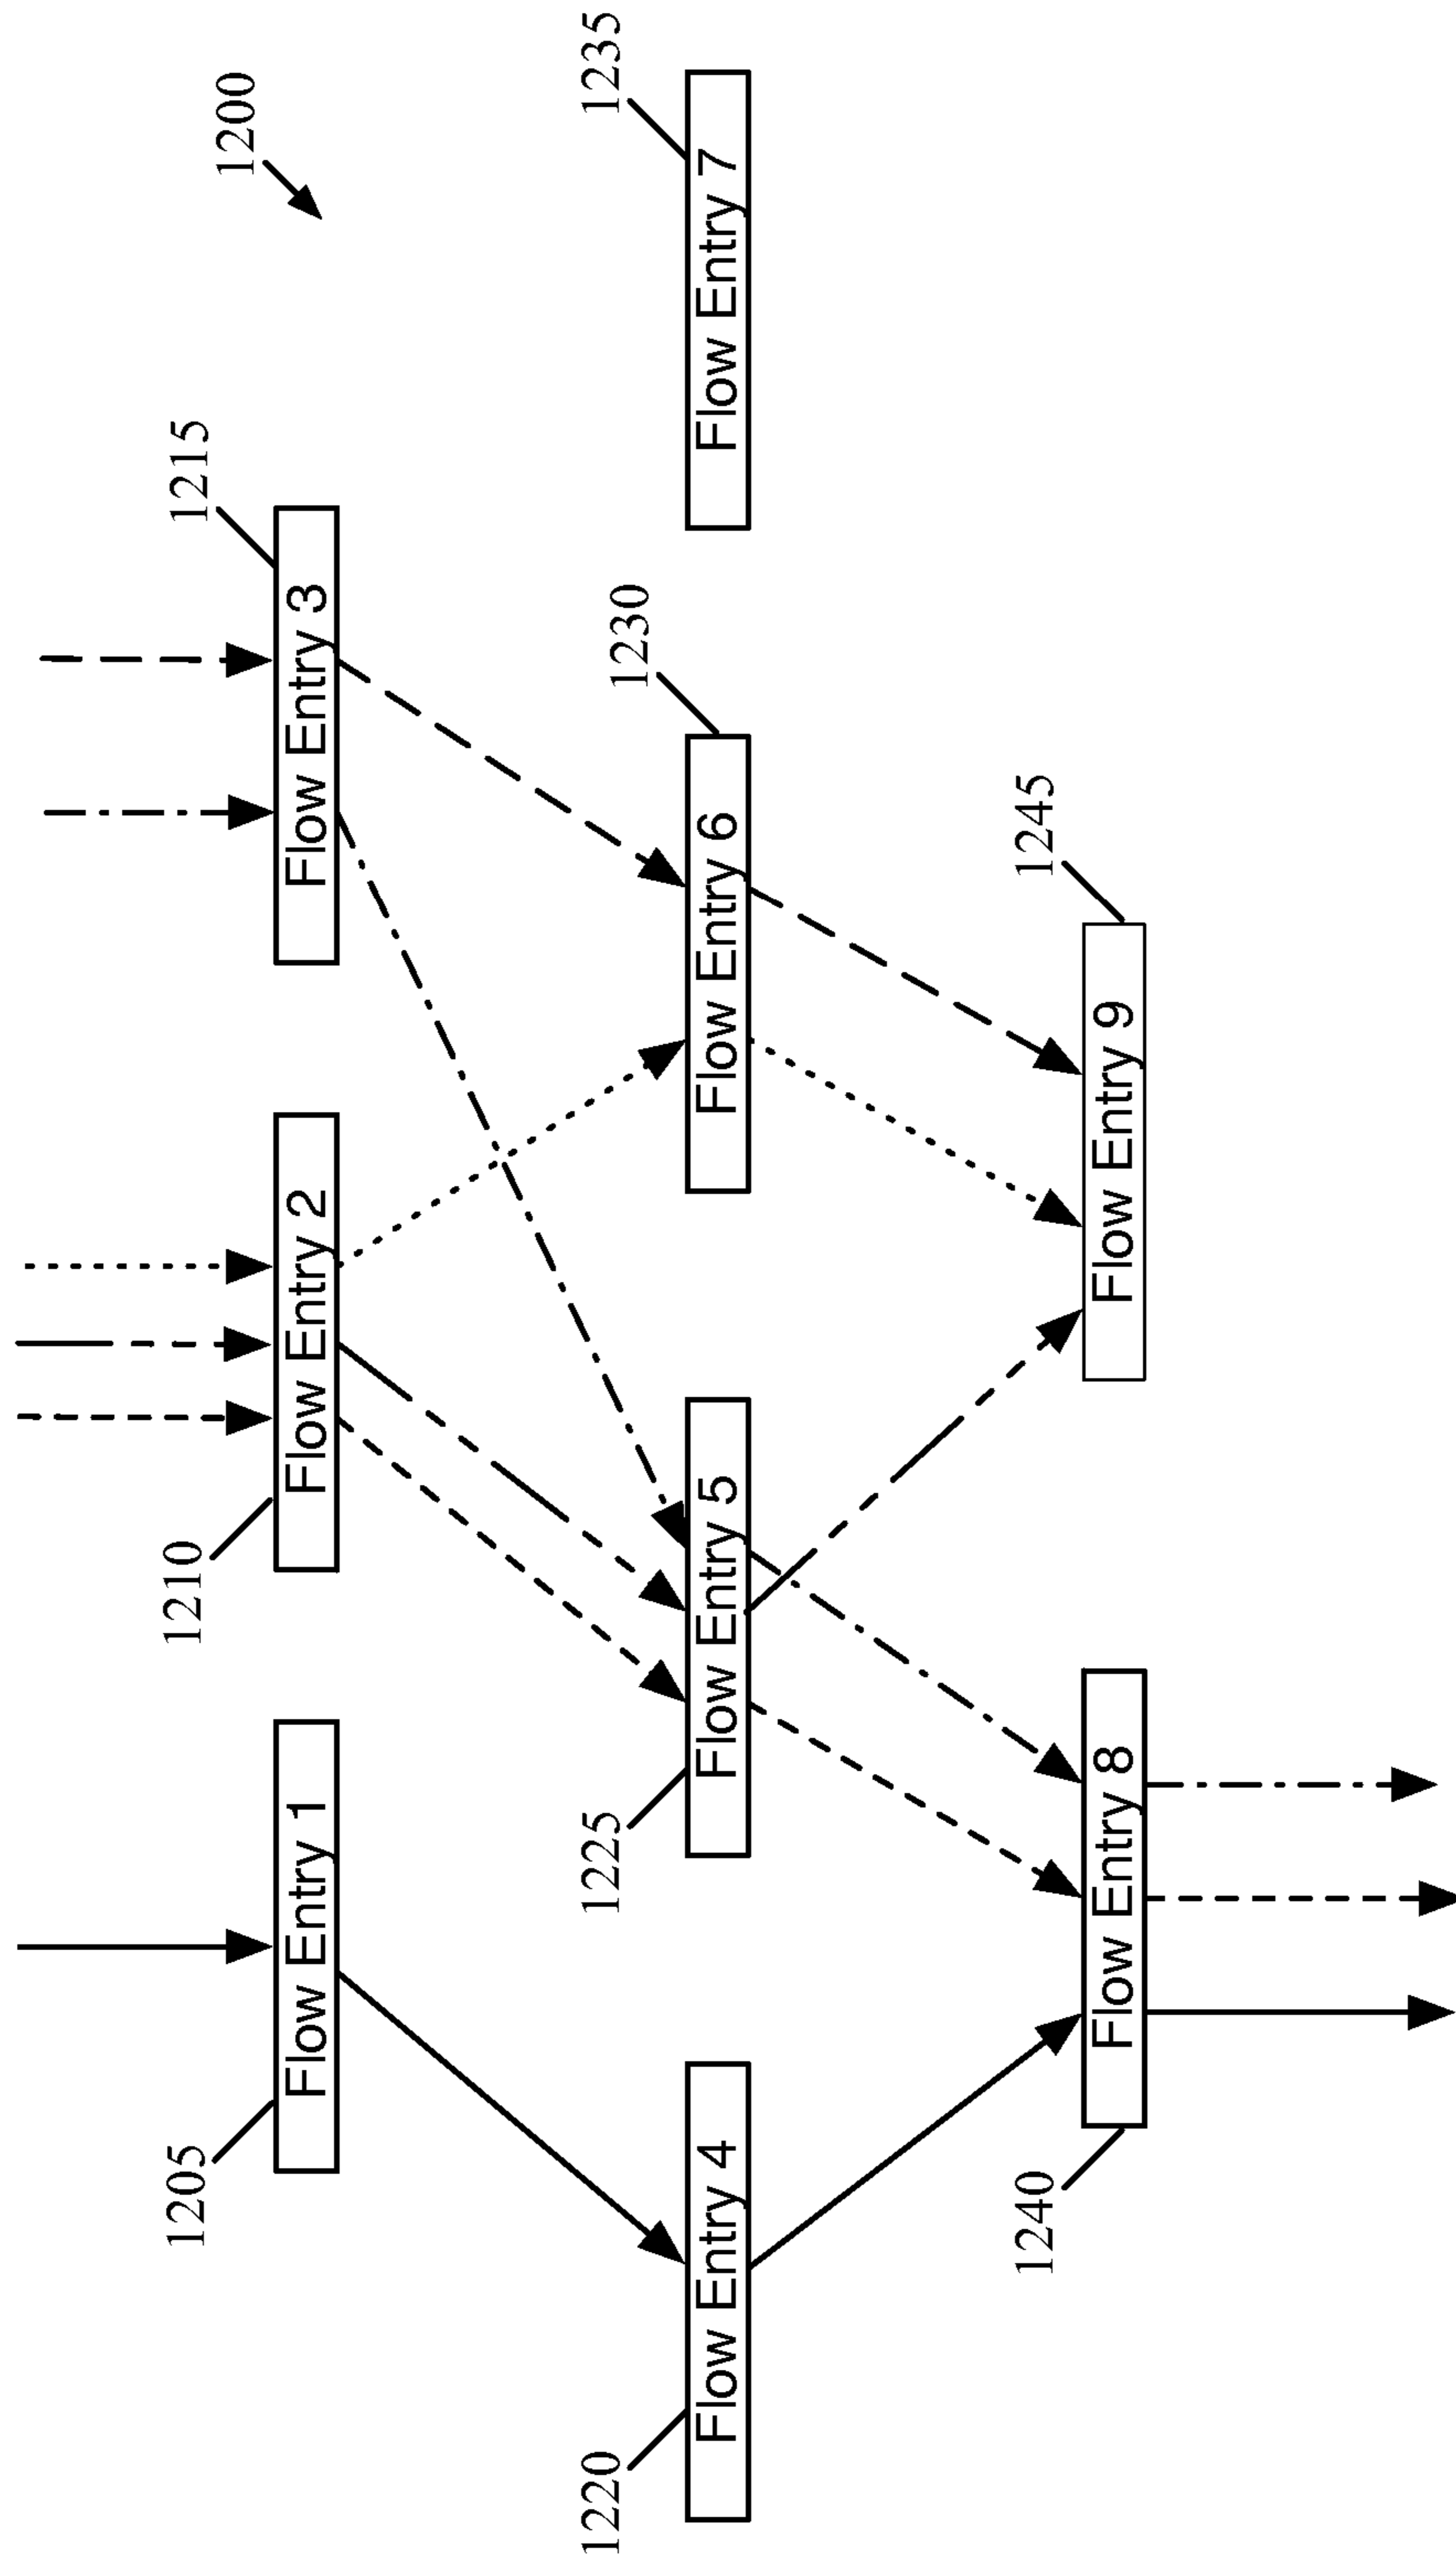 1200
1205
Flow Entry 1
1210
Flow Entry 2
1215
Flow Entry 3
1220
Flow Entry 4
1225
Flow Entry 5
1230
Flow Entry 6
1235
Flow Entry 7
1240
Flow Entry 8
1245
Flow Entry 9